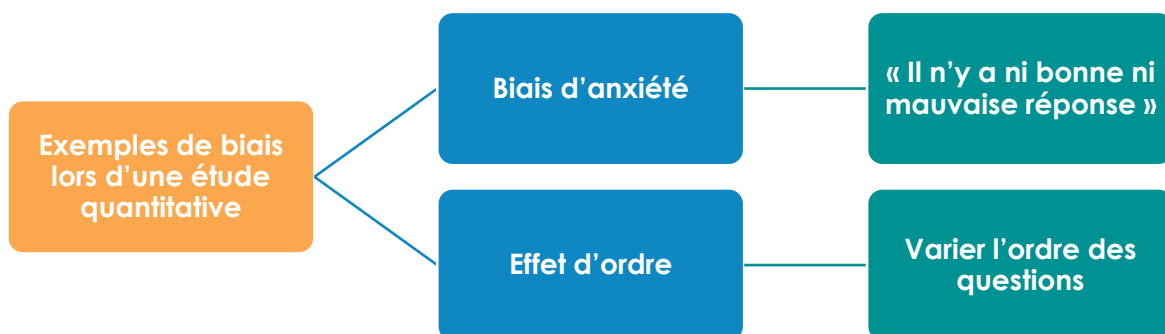 Exemples de biais
lors d'une étude
quantitative
Biais d'anxiété
« Il n'y a ni bonne ni
mauvaise réponse »
Effet d'ordre
Varier l'ordre des
questions